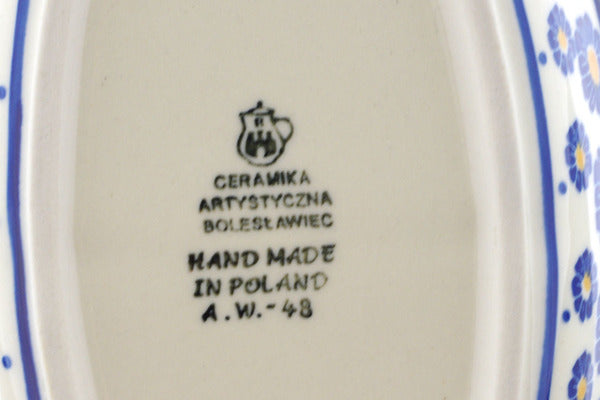 CERAMIKA
ARTYSTYCZNA
BOLESŁAWIEC
HAND MADE
IN POLAND
A.W.-48